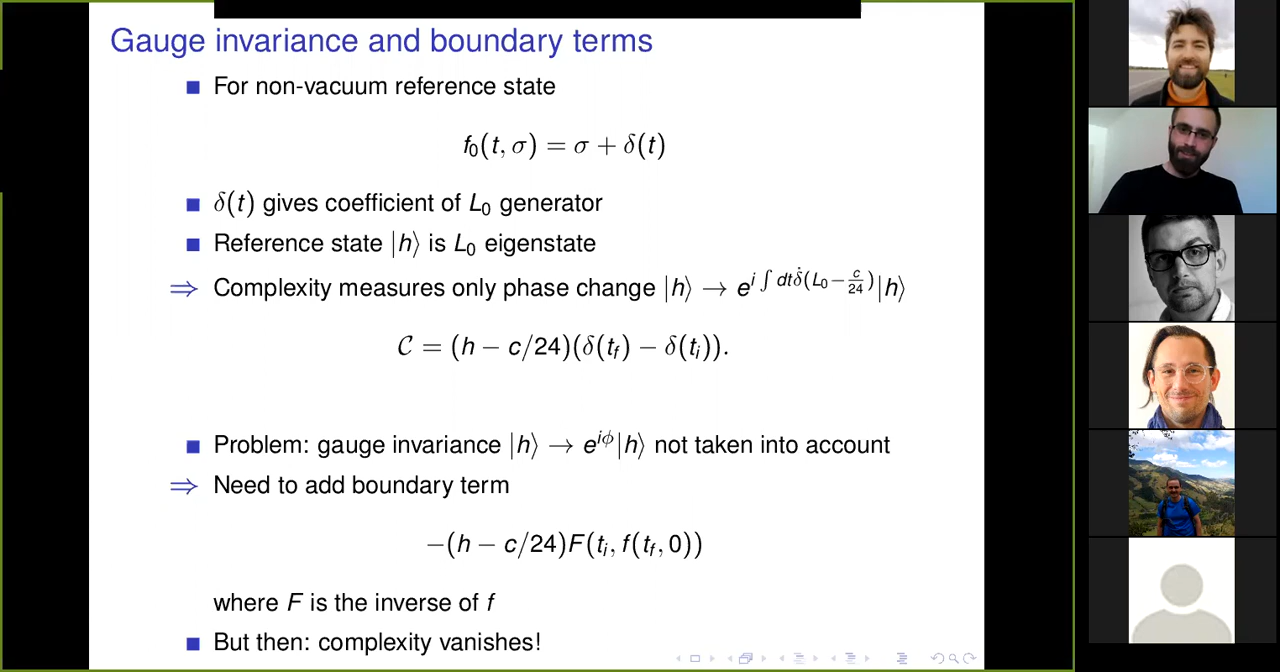 Gauge invariance and boundary terms
For non-vacuum reference state
f₀(t, σ) = σ + δ(t)
δ(t) gives coefficient of L₀ generator
Reference state |h⟩ is L₀ eigenstate
⇒ Complexity measures only phase change |h⟩ → e^{i∫dtδ̇(L₀−c/24)}|h⟩
𝒞 = (h − c/24)(δ(t_f) − δ(t_i)).
Problem: gauge invariance |h⟩ → e^{iφ}|h⟩ not taken into account
⇒ Need to add boundary term
−(h − c/24)F(t_i, f(t_f, 0))
where F is the inverse of f
But then: complexity vanishes!